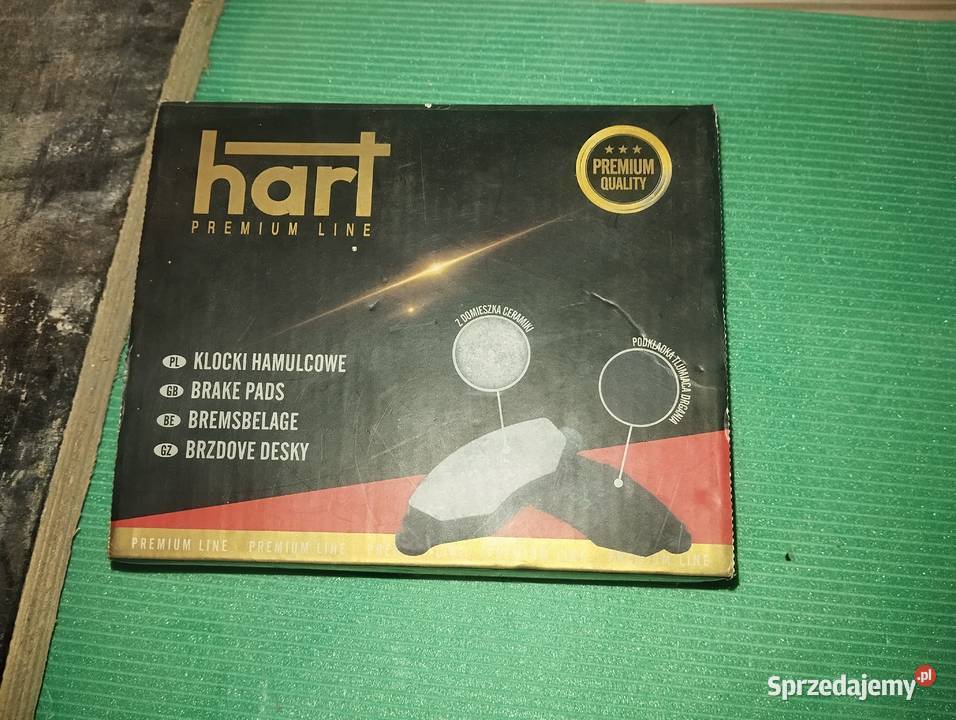 hart
PREMIUM LINE
PREMIUM
QUALITY
Z DOMIESZKĄ CERAMIKI
PODKŁADKA TŁUMIĄCA DRGANIA
PL KLOCKI HAMULCOWE
GB BRAKE PADS
BE BREMSBELAGE
GZ BRZDOVE DESKY
PREMIUM LINE PREMIUM LINE LINE
Sprzedajemy.pl